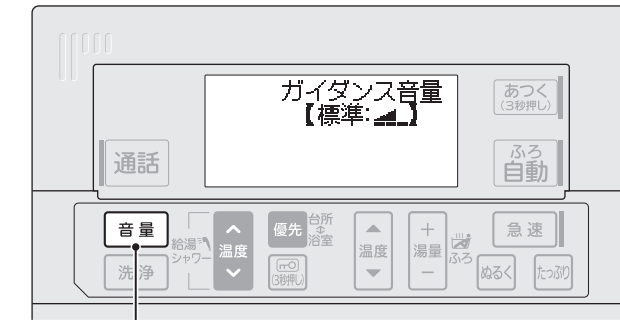 ガイダンス音量
【標準: 】
あつく
(3秒押し)
通話
ふろ
自動
音量
給湯
シャワー
温度
優先
台所
浴室
温度
＋
湯量
−
ふろ
急速
洗浄
(3秒押し)
ぬるく
たっぷり